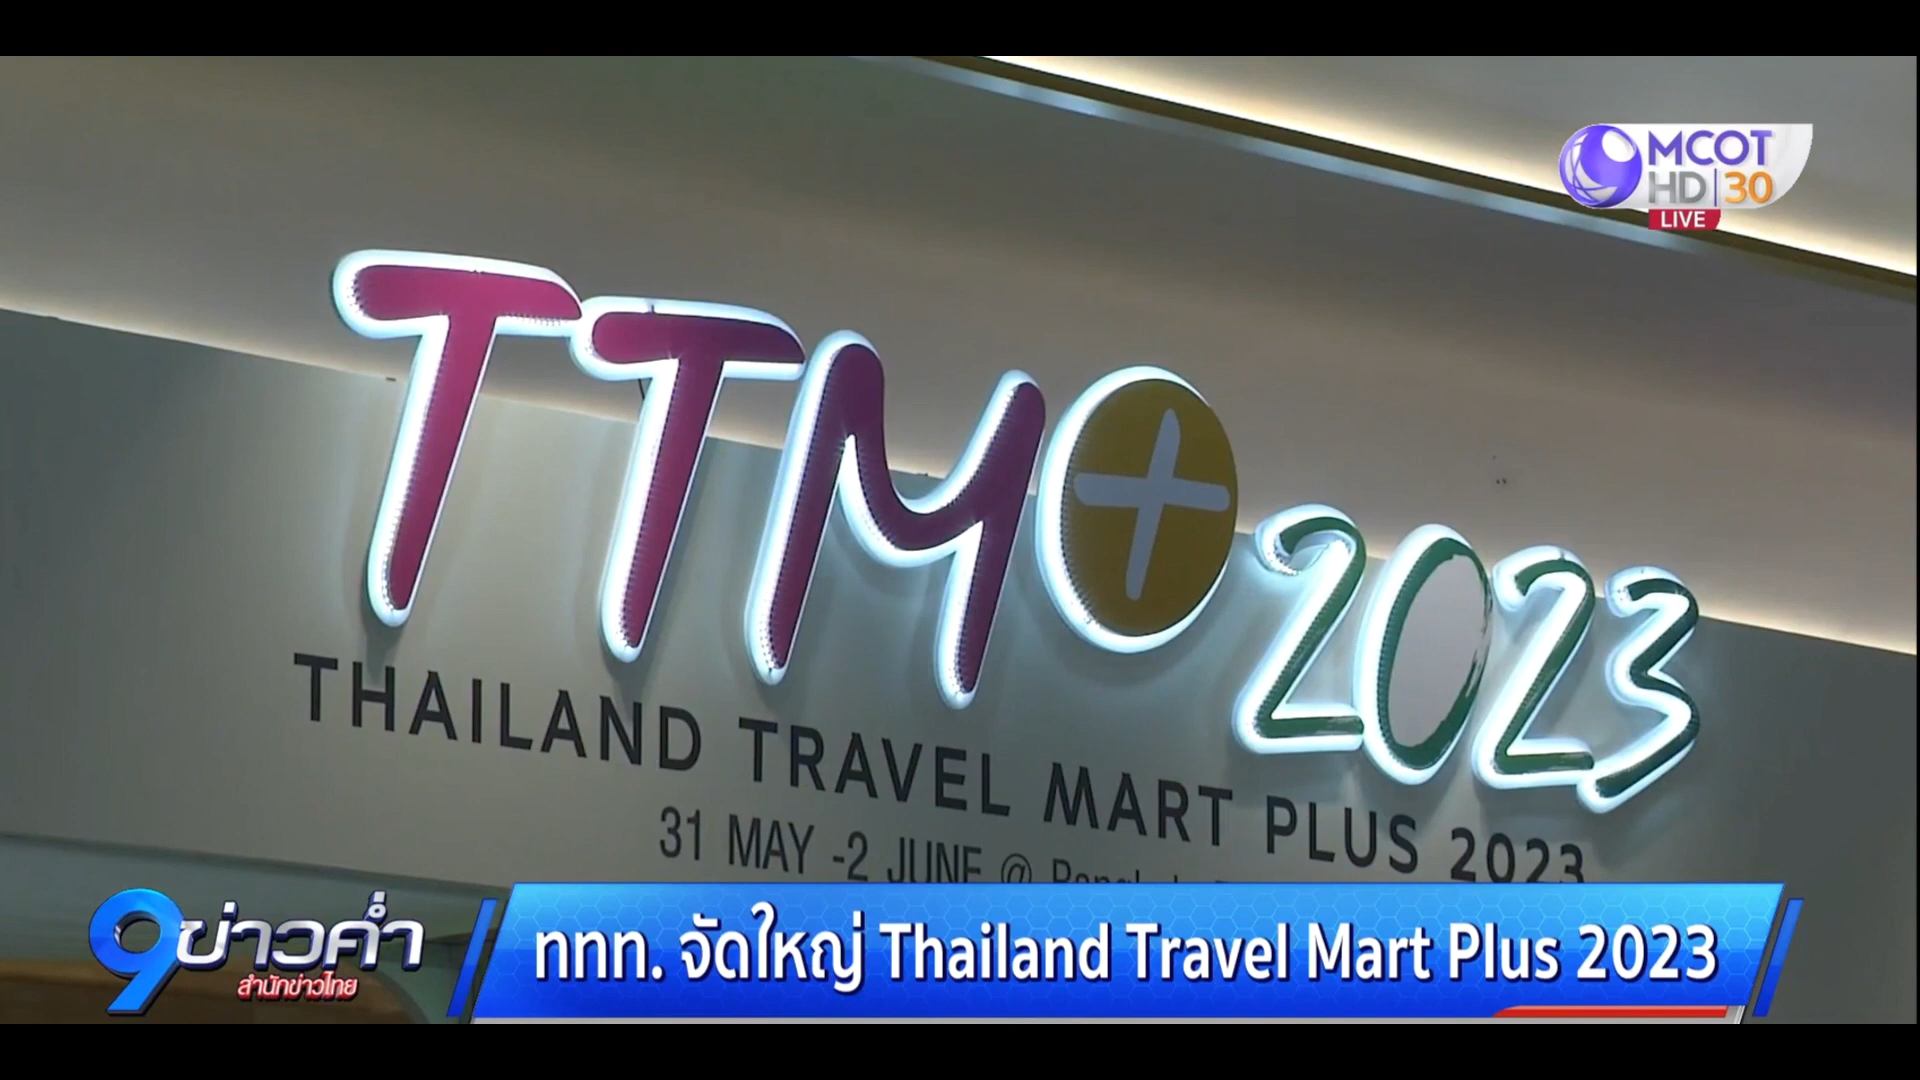 MCOT
HD 30
LIVE
TTM+ 2023
THAILAND TRAVEL MART PLUS 2023
31 MAY -2 JUNE @
9ข่าวค่ำ
สำนักข่าวไทย
ททท. จัดใหญ่ Thailand Travel Mart Plus 2023